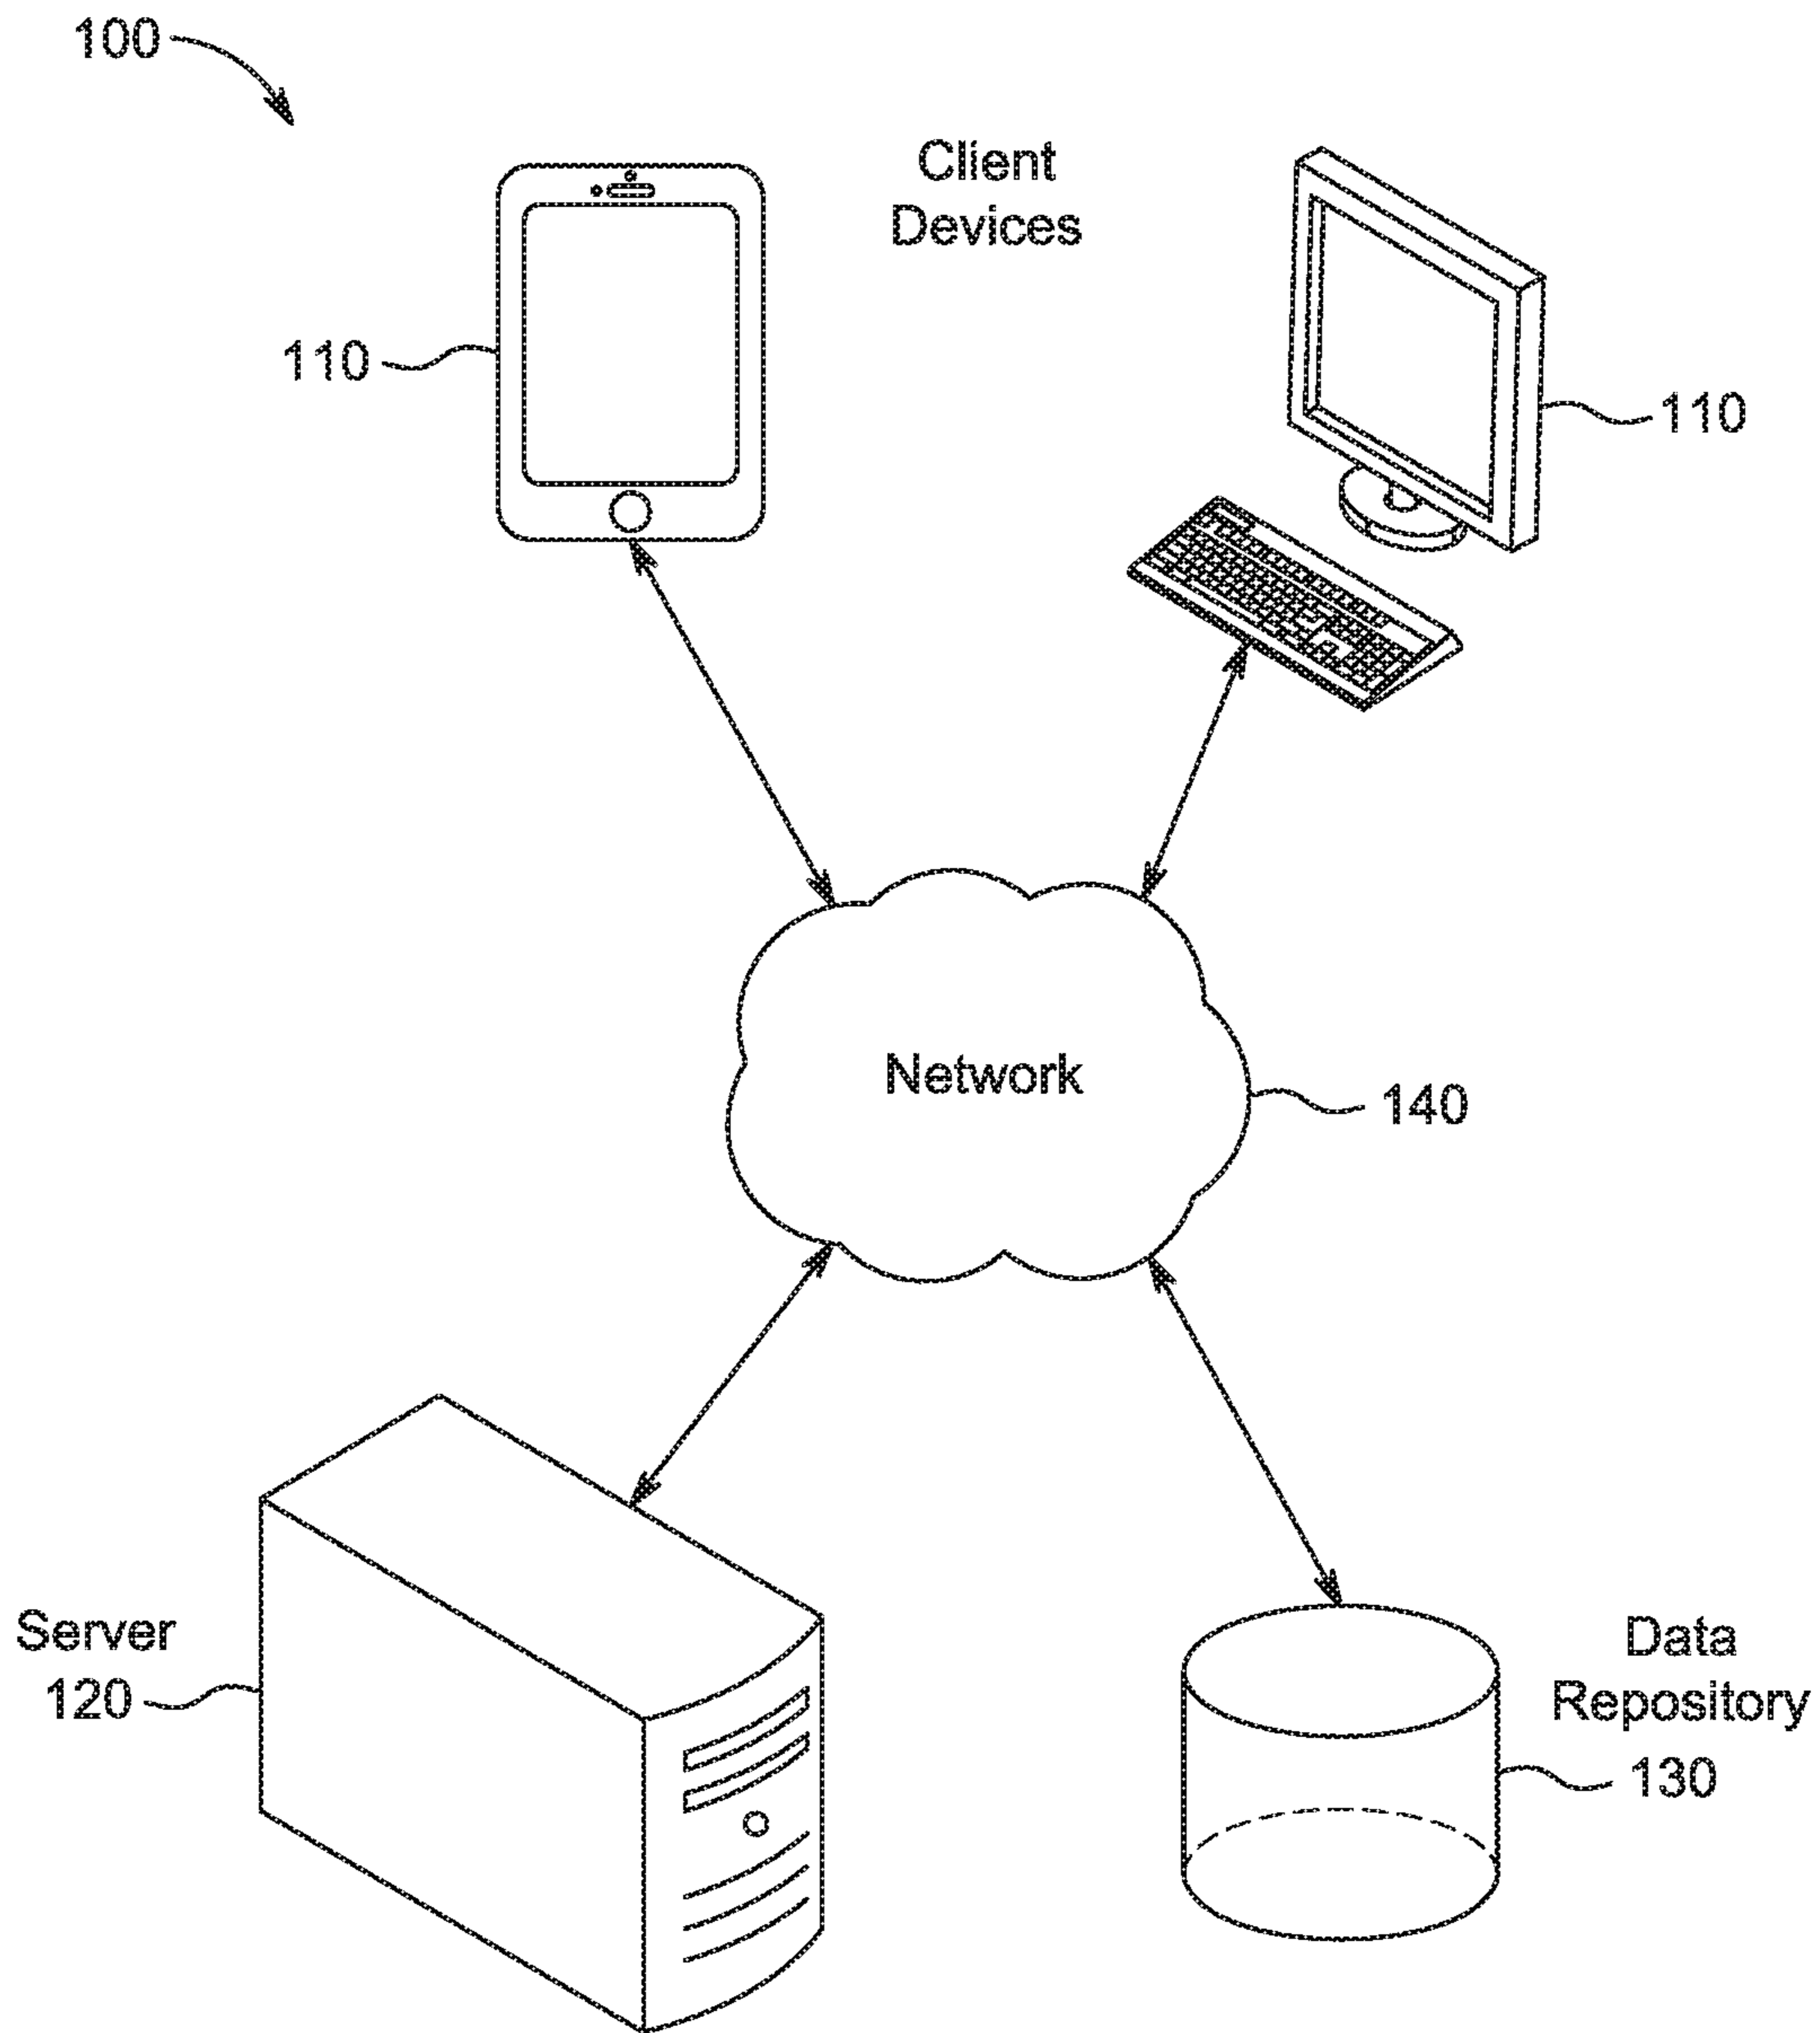 100
Client
Devices
110
110
Network
140
Server
120
Data
Repository
130